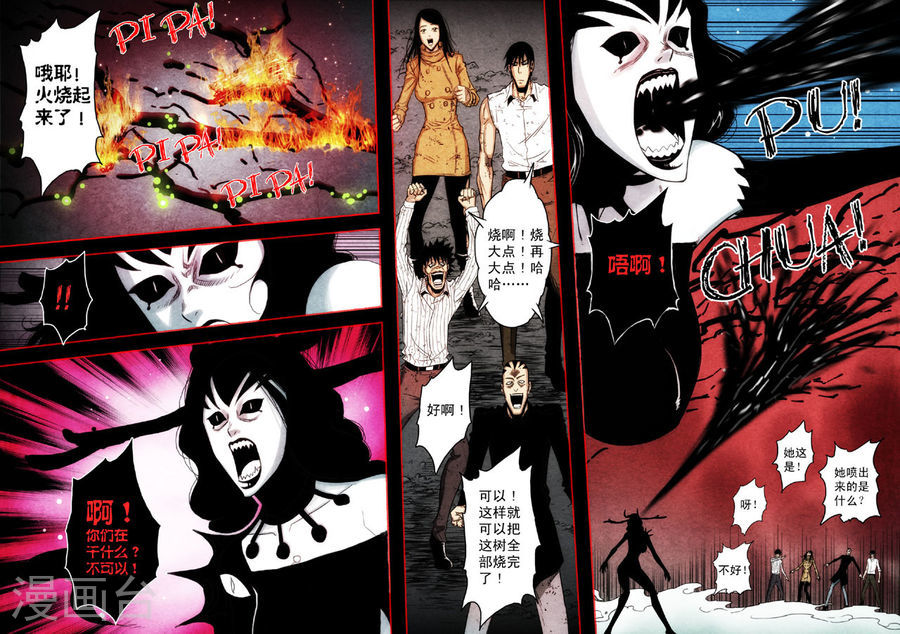 PI PA!
哦耶！
火烧起
来了！
PI PA!
PI PA!
!!
啊！
你们在
干什么？
不可以！
烧啊！烧
大点！再
大点！哈
哈……
好啊！
可以！
这样就
可以把
这树全
部烧完
了！
PU!
唔啊！
CHUA!
她这
是！
呀！
不好！
她喷出
来的是
什么？
漫画台